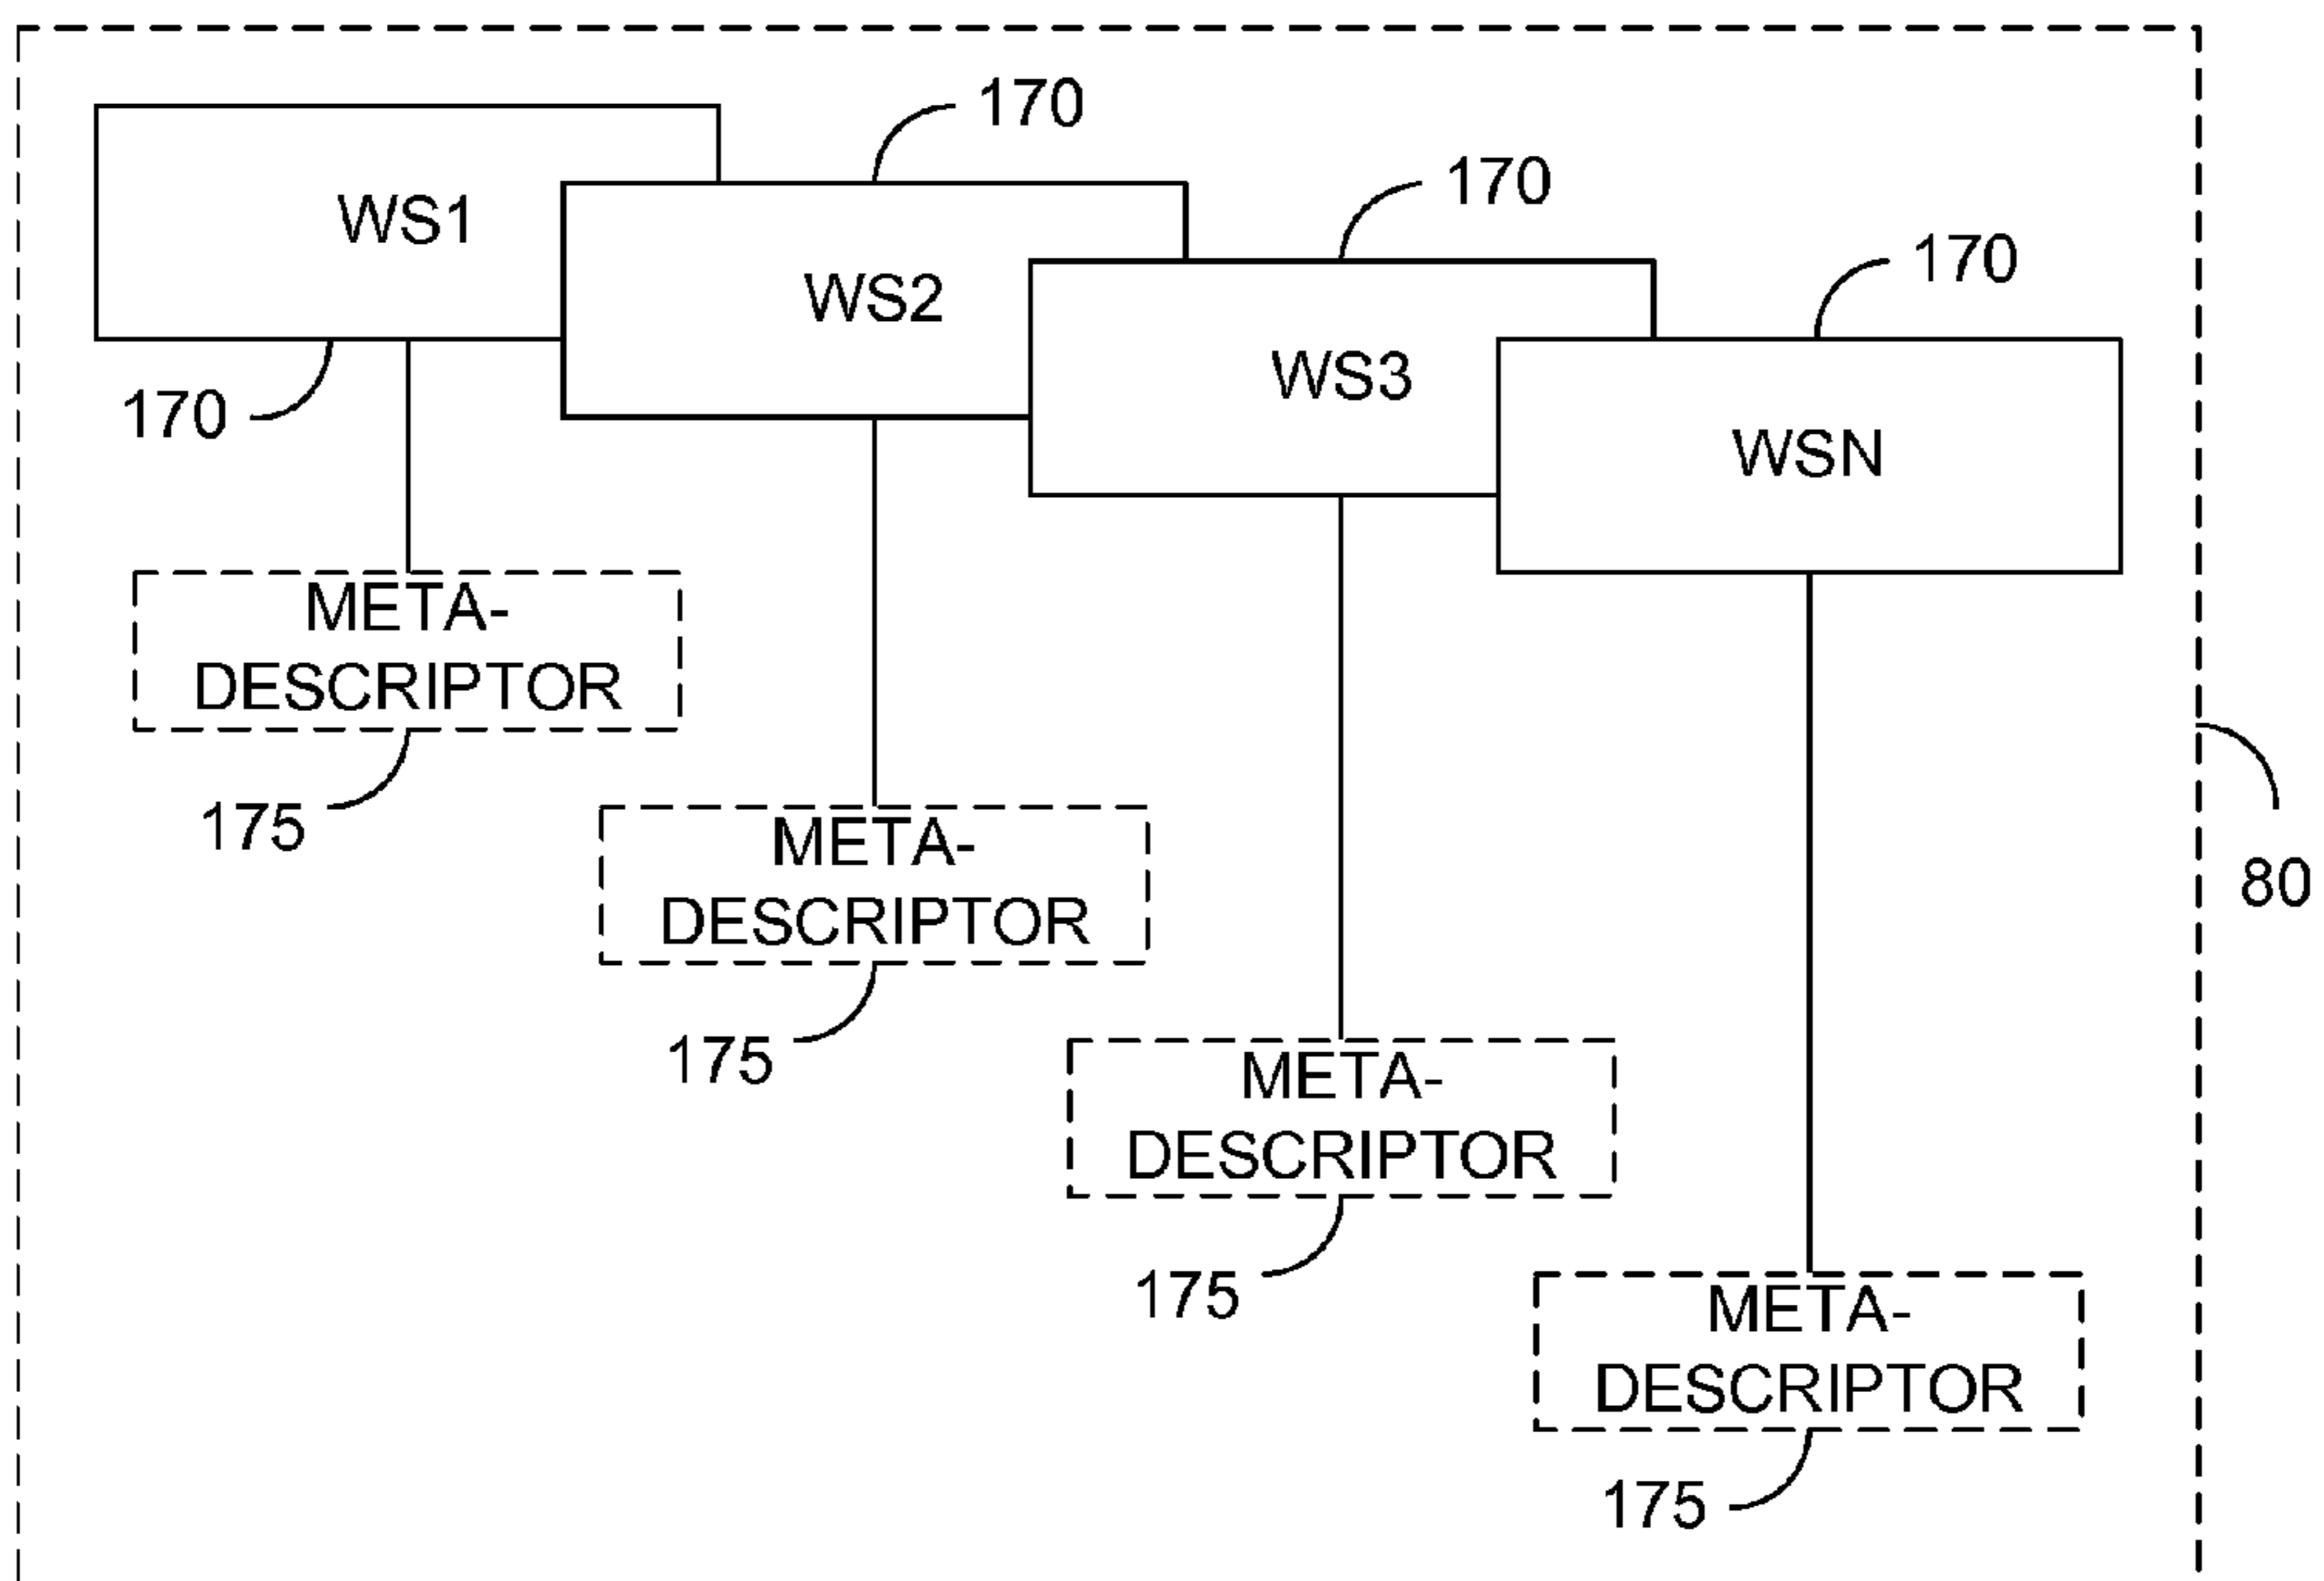 170
WS1
170
WS2
170
WS3
170
WSN
170
META-
DESCRIPTOR
175
META-
DESCRIPTOR
175
80
META-
DESCRIPTOR
175
META-
DESCRIPTOR
175